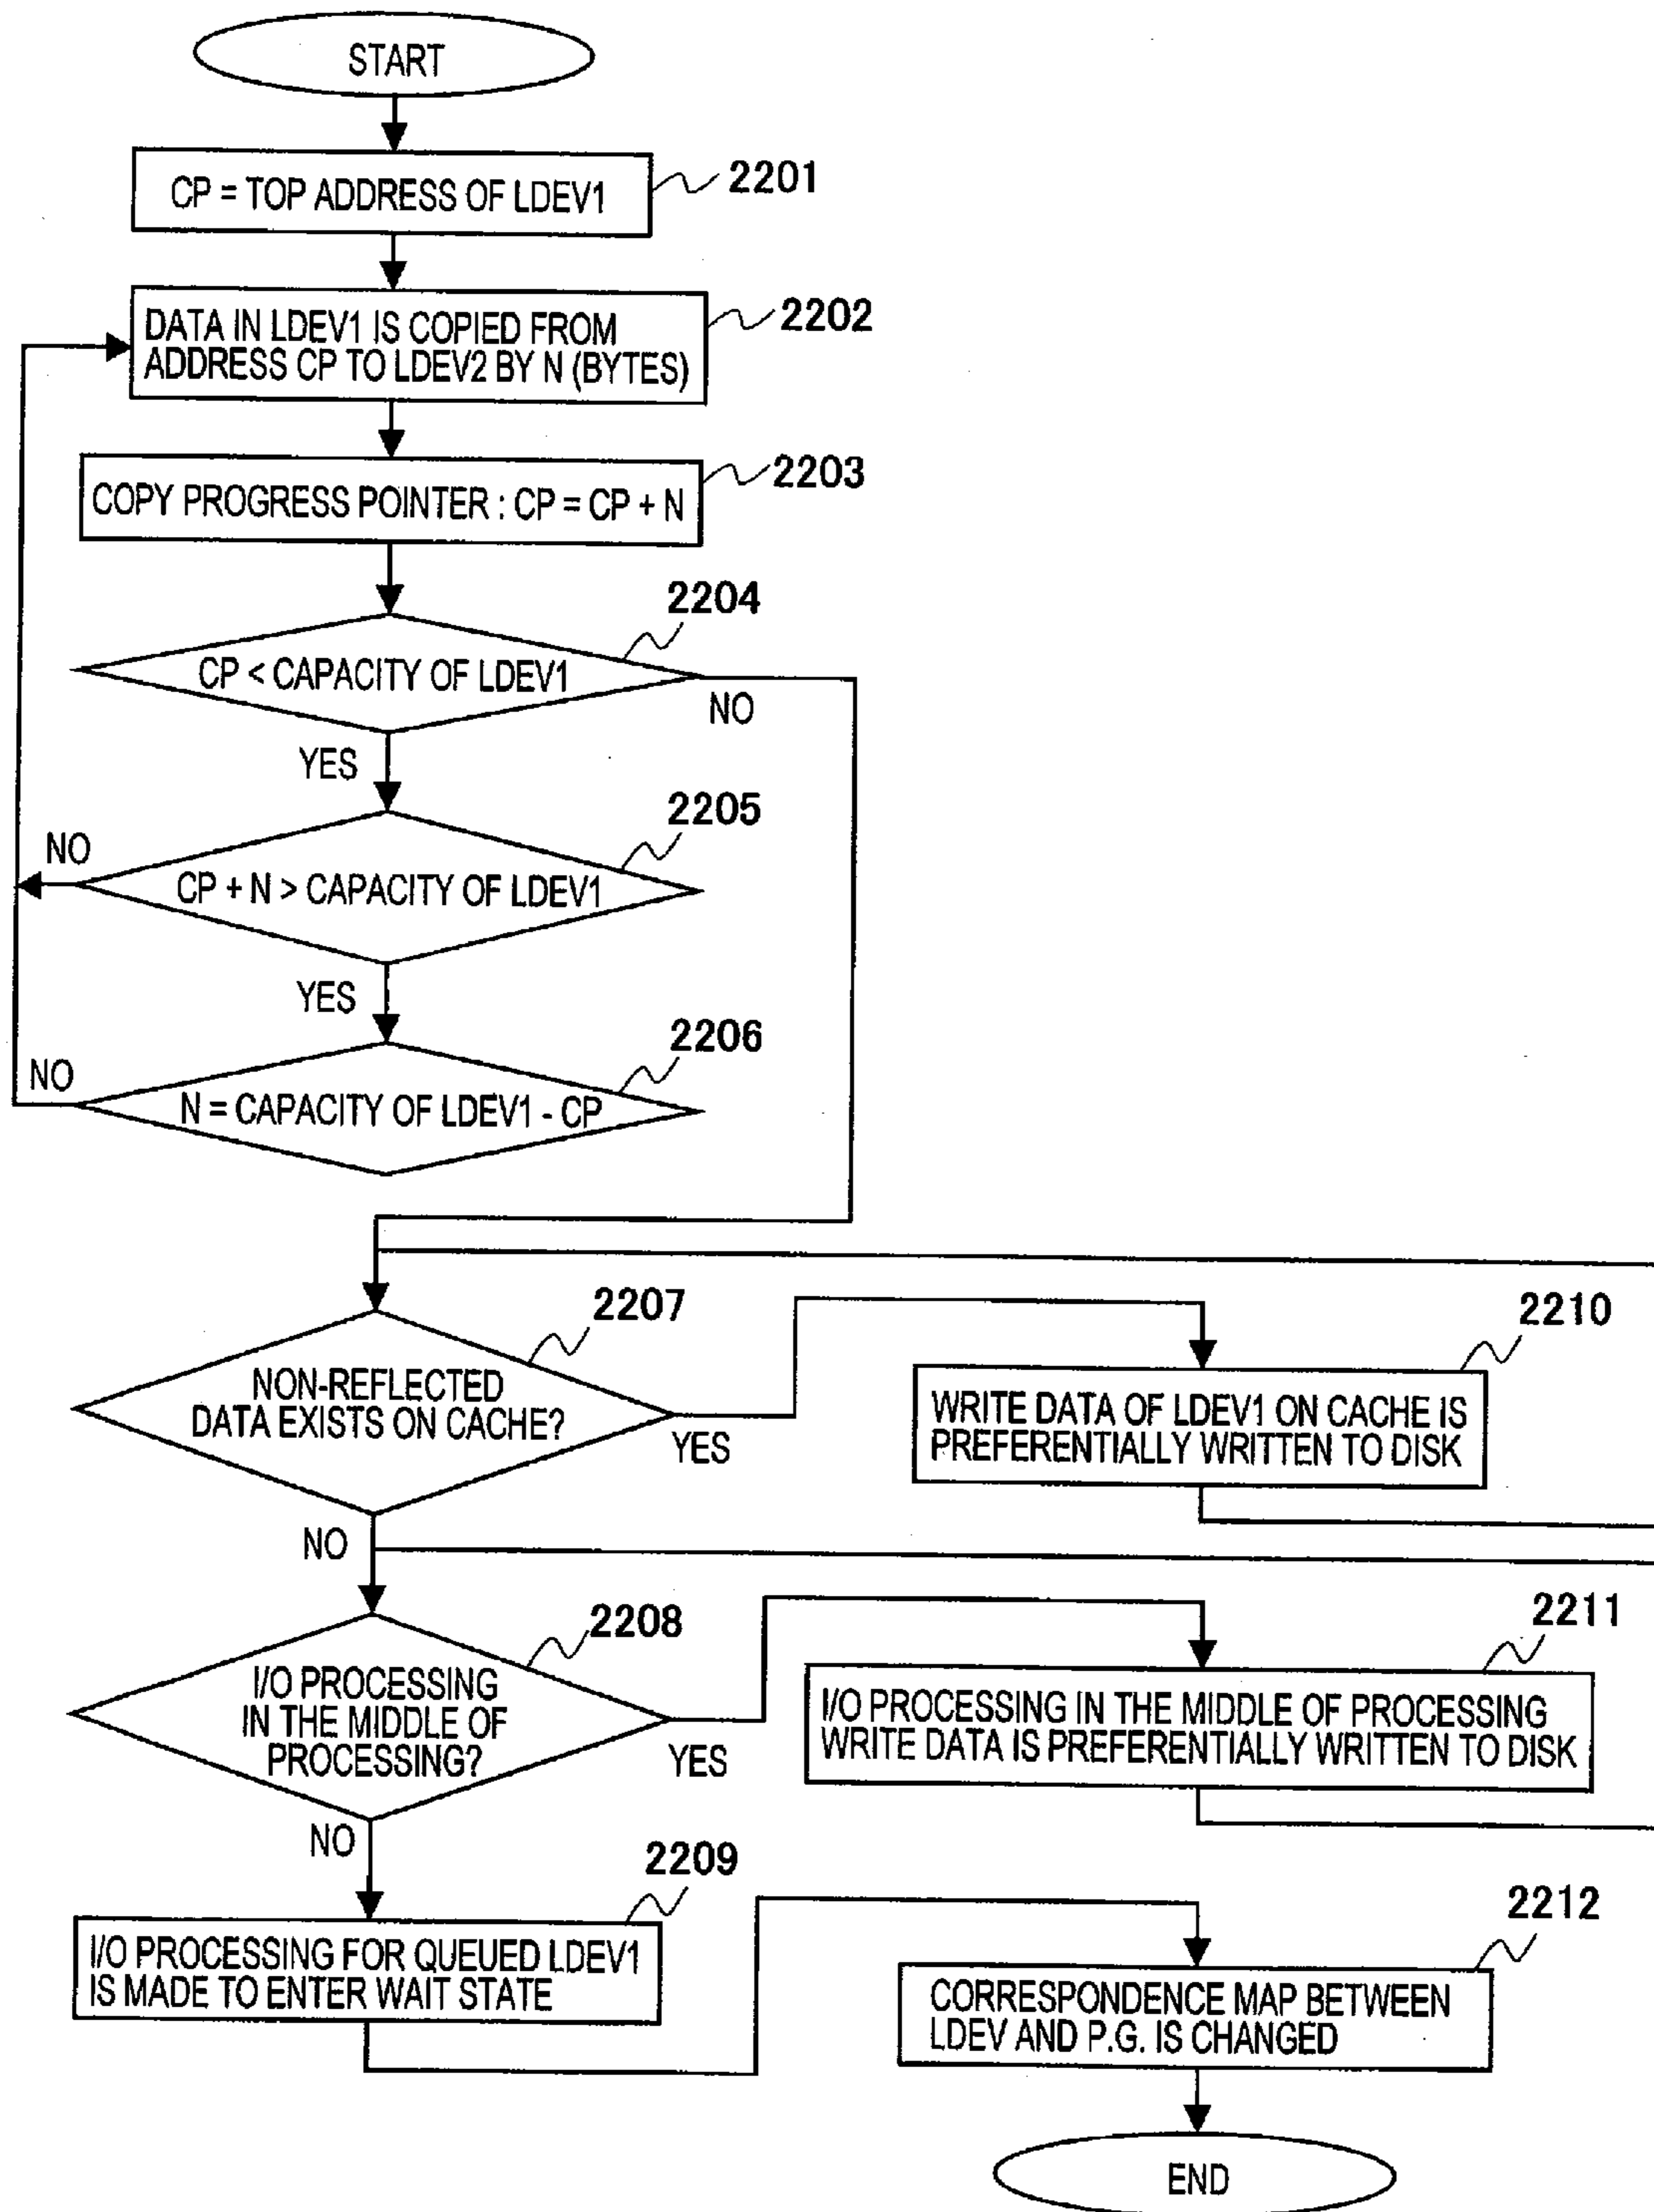 START
CP = TOP ADDRESS OF LDEV1
2201
DATA IN LDEV1 IS COPIED FROM
ADDRESS CP TO LDEV2 BY N (BYTES)
2202
COPY PROGRESS POINTER : CP = CP + N
2203
2204
CP < CAPACITY OF LDEV1
NO
YES
2205
NO
CP + N > CAPACITY OF LDEV1
YES
2206
NO
N = CAPACITY OF LDEV1 - CP
2207
NON-REFLECTED
DATA EXISTS ON CACHE?
YES
NO
2210
WRITE DATA OF LDEV1 ON CACHE IS
PREFERENTIALLY WRITTEN TO DISK
2208
I/O PROCESSING
IN THE MIDDLE OF
PROCESSING?
YES
NO
2211
I/O PROCESSING IN THE MIDDLE OF PROCESSING
WRITE DATA IS PREFERENTIALLY WRITTEN TO DISK
2209
I/O PROCESSING FOR QUEUED LDEV1
IS MADE TO ENTER WAIT STATE
2212
CORRESPONDENCE MAP BETWEEN
LDEV AND P.G. IS CHANGED
END